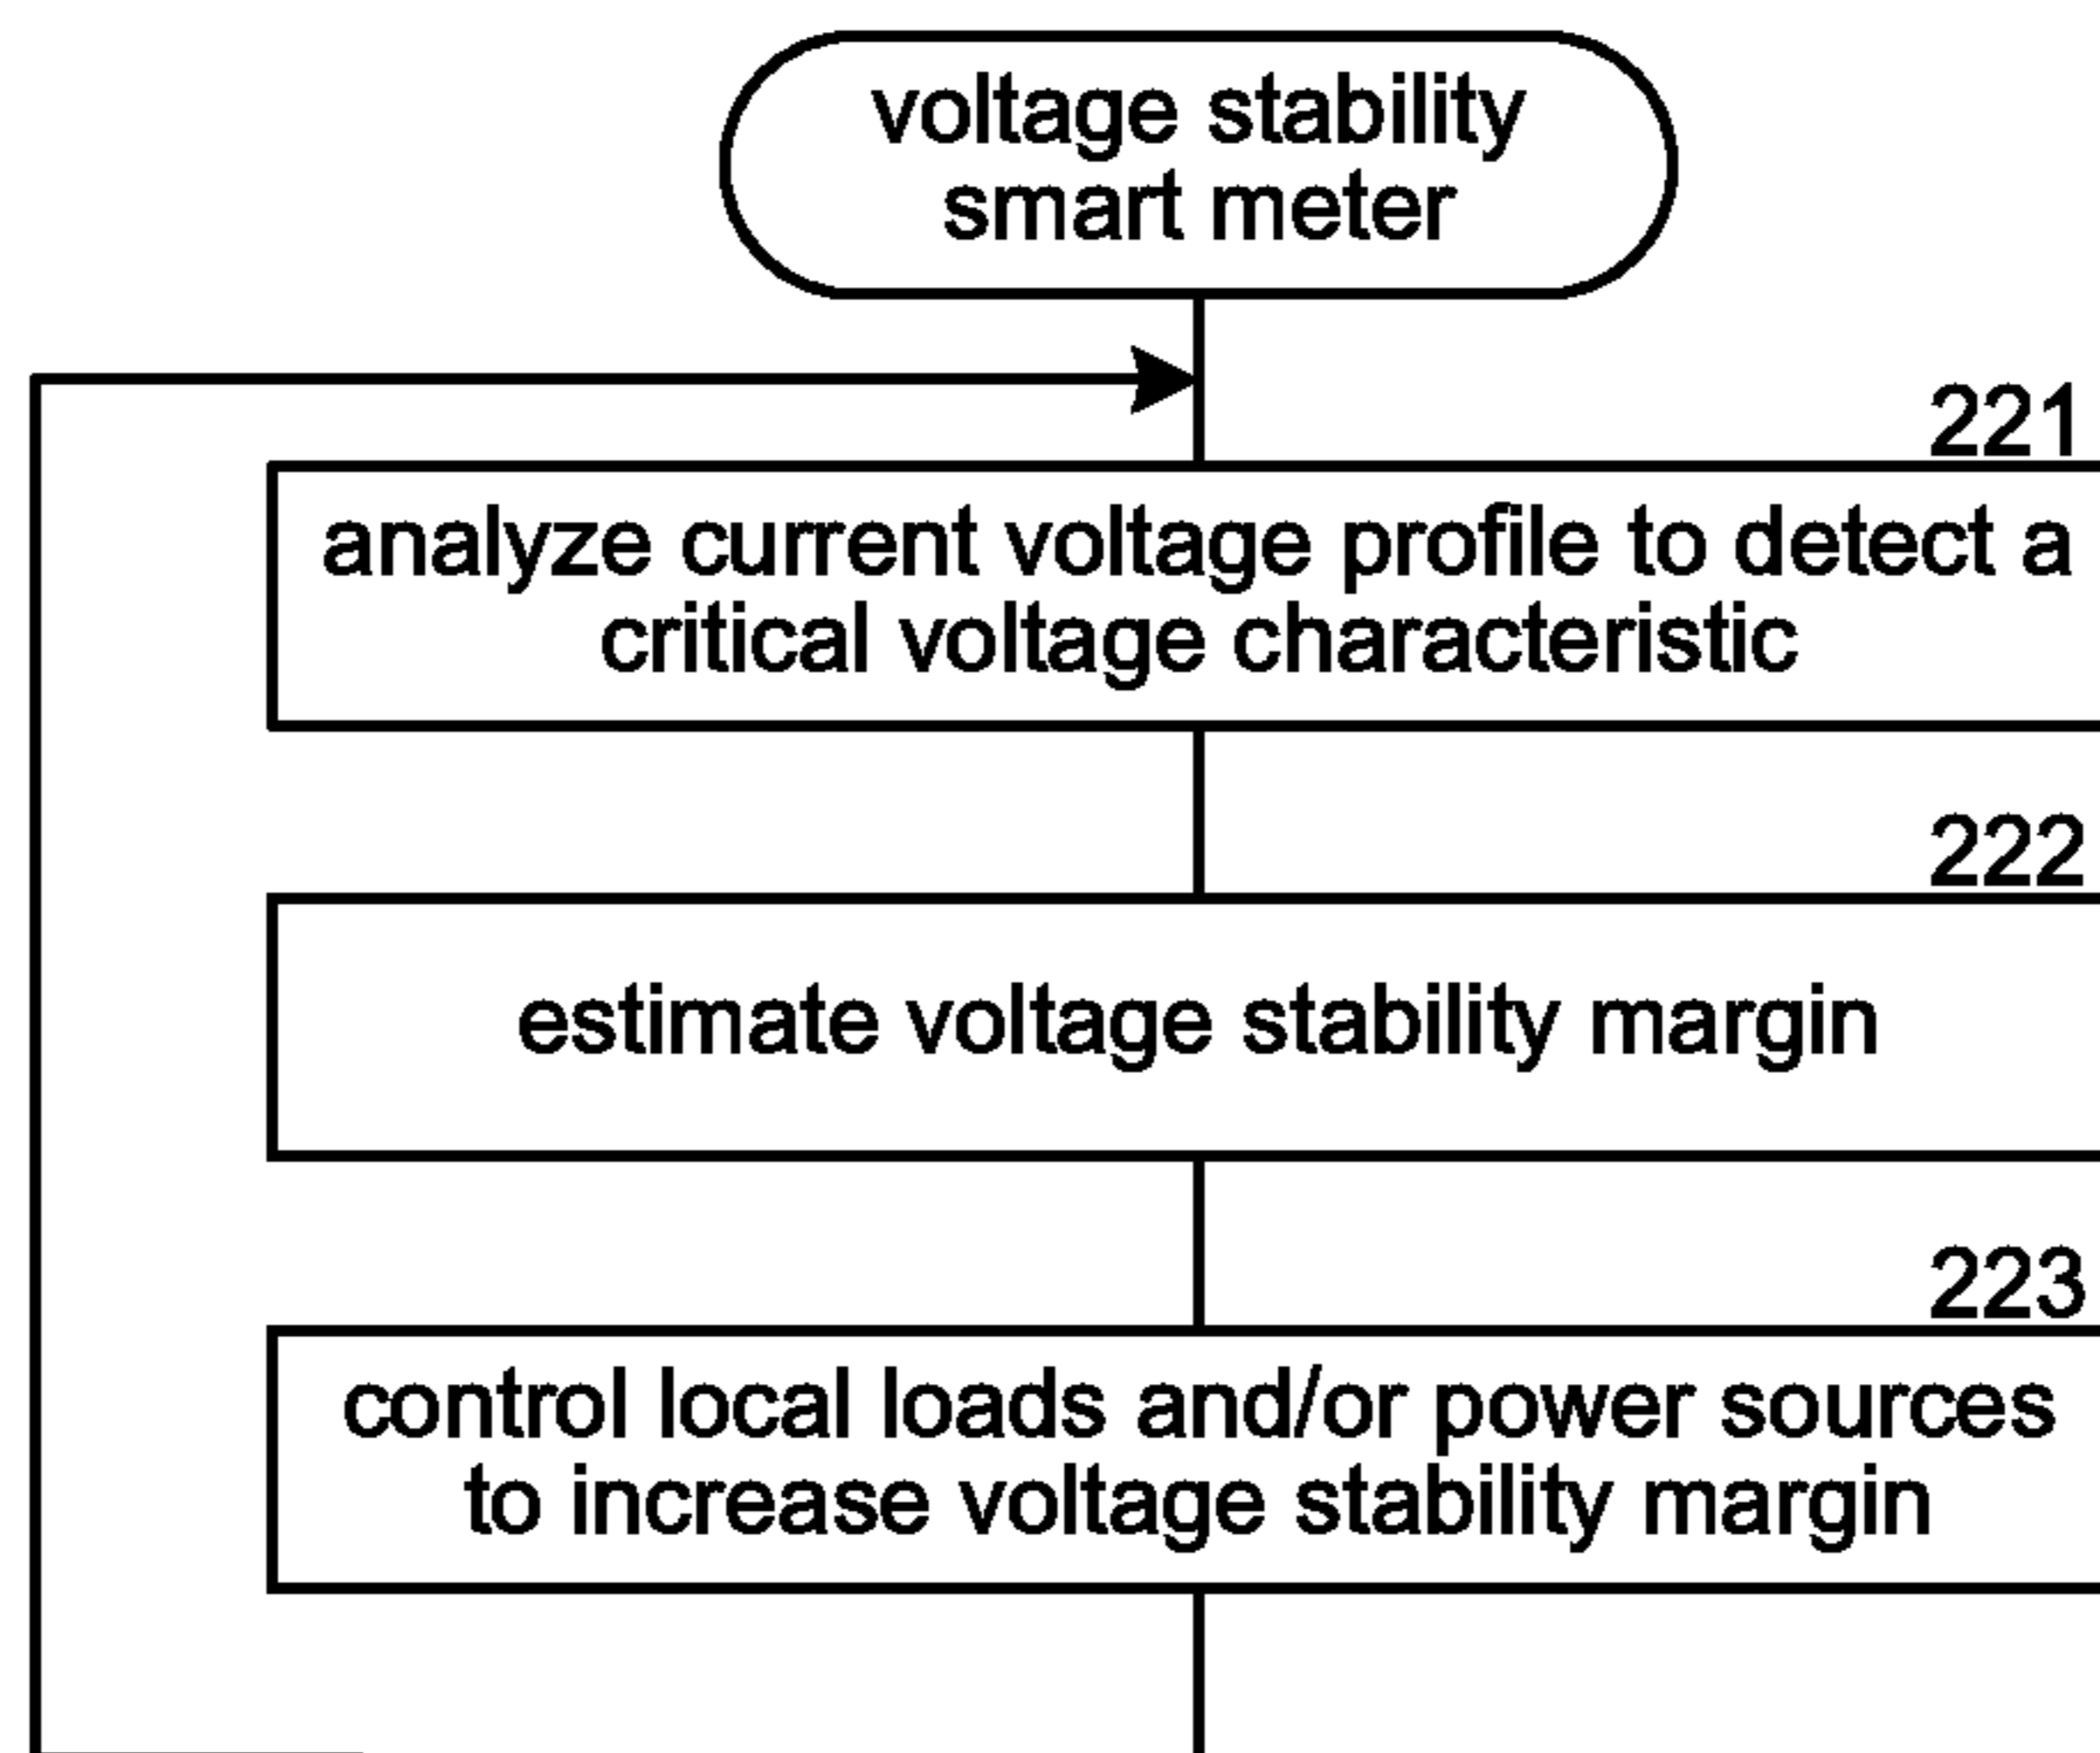 voltage stability
smart meter
221
analyze current voltage profile to detect a
critical voltage characteristic
222
estimate voltage stability margin
223
control local loads and/or power sources
to increase voltage stability margin